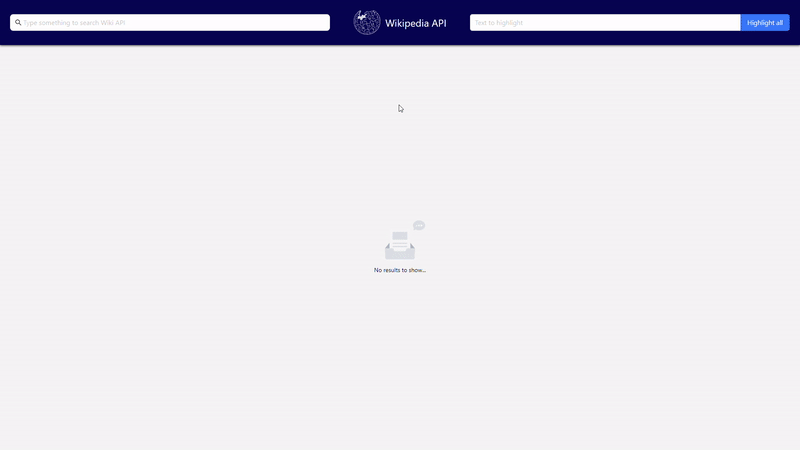 Type something to search Wiki API
Wikipedia API
Text to highlight
Highlight all
No results to show...